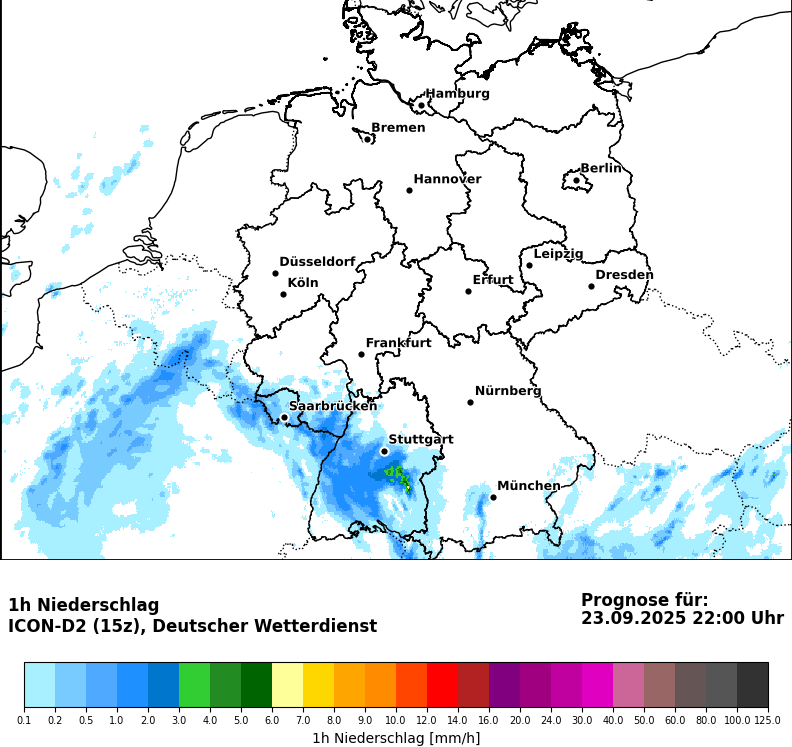 Hamburg
Bremen
Berlin
Hannover
Leipzig
Düsseldorf
Dresden
Köln
Erfurt
Frankfurt
Nürnberg
Saarbrücken
Stuttgart
München
1h Niederschlag
ICON-D2 (15z), Deutscher Wetterdienst
Prognose für:
23.09.2025 22:00 Uhr
0.1 0.2 0.5 1.0 2.0 3.0 4.0 5.0 6.0 7.0 9.0 10.0 12.0 14.0 16.0 20.0 24.0 30.0 40.0 50.0 60.0 80.0 100.0 125.0
1h Niederschlag [mm/h]